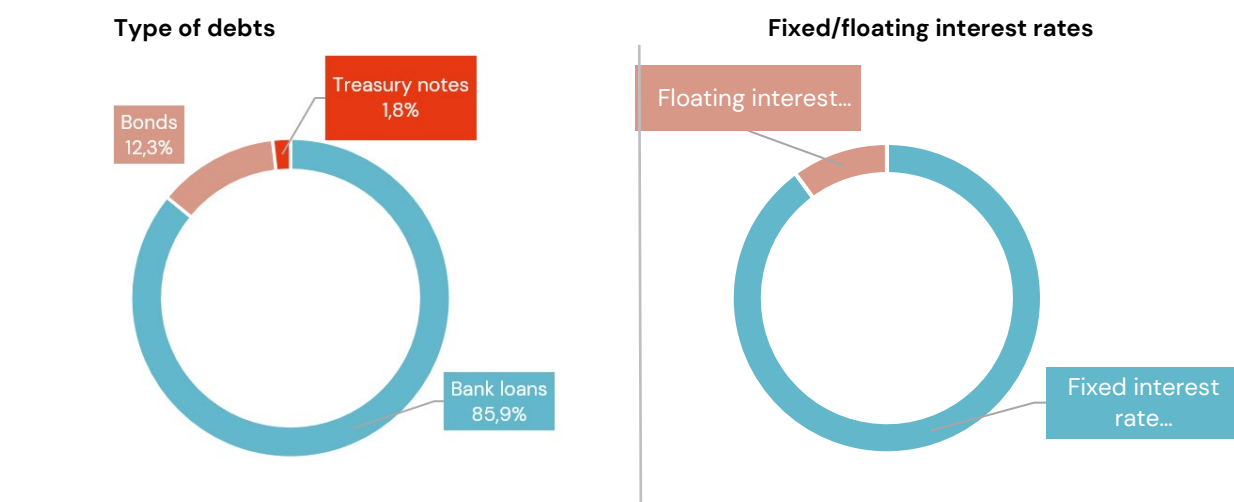 Type of debts
Treasury notes
1,8%
Bonds
12,3%
Bank loans
85,9%
Fixed/floating interest rates
Floating interest...
Fixed interest
rate...